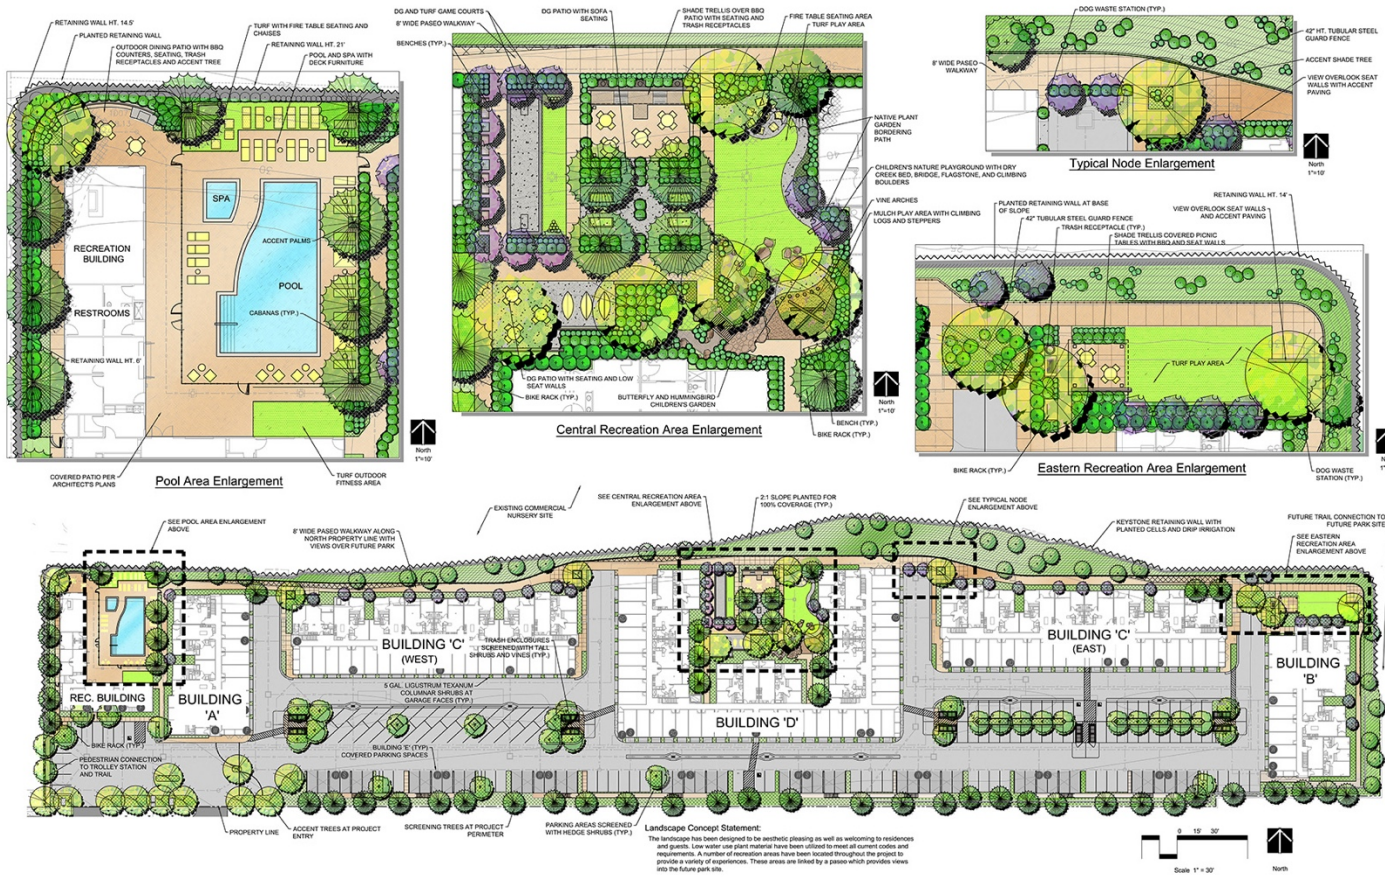 RETAINING WALL HT. 14.5'
PLANTED RETAINING WALL
OUTDOOR DINING PATIO WITH BBQ
COUNTERS, SEATING, TRASH
RECEPTACLES AND ACCENT TREE
TURF WITH FIRE TABLE SEATING AND
CHAISES
RETAINING WALL HT. 21'
POOL AND SPA WITH
DECK FURNITURE
SPA
RECREATION
BUILDING
ACCENT PALMS
POOL
RESTROOMS
CABANAS (TYP.)
RETAINING WALL HT. 6'
COVERED PATIO PER
ARCHITECT'S PLANS
Pool Area Enlargement
TURF OUTDOOR
FITNESS AREA
North
1"=10'
DG AND TURF GAME COURTS
8' WIDE PASEO WALKWAY
BENCHES (TYP.)
DG PATIO WITH SOFA
SEATING
SHADE TRELLIS OVER BBQ
PATIO WITH SEATING AND
TRASH RECEPTACLES
FIRE TABLE SEATING AREA
TURF PLAY AREA
NATIVE PLANT
GARDEN
BORDERING
PATH
CHILDREN'S NATURE PLAYGROUND WITH DRY
CREEK BED, BRIDGE, FLAGSTONE, AND CLIMBING
BOULDERS
VINE ARCHES
MULCH PLAY AREA WITH CLIMBING
LOGS AND STEPPERS
DG PATIO WITH SEATING AND LOW
SEAT WALLS
BIKE RACK (TYP.)
BUTTERFLY AND HUMMINGBIRD
CHILDREN'S GARDEN
BENCH (TYP.)
BIKE RACK (TYP.)
North
1"=10'
Central Recreation Area Enlargement
DOG WASTE STATION (TYP.)
8' WIDE PASEO
WALKWAY
42" HT. TUBULAR STEEL
GUARD FENCE
ACCENT SHADE TREE
VIEW OVERLOOK SEAT
WALLS WITH ACCENT
PAVING
Typical Node Enlargement
North
1"=10'
PLANTED RETAINING WALL AT BASE
OF SLOPE
42" TUBULAR STEEL GUARD FENCE
TRASH RECEPTACLE (TYP.)
SHADE TRELLIS COVERED PICNIC
TABLES WITH BBQ AND SEAT WALLS
RETAINING WALL HT. 14'
VIEW OVERLOOK SEAT WALLS
AND ACCENT PAVING
TURF PLAY AREA
BIKE RACK (TYP.)
Eastern Recreation Area Enlargement
DOG WASTE
STATION (TYP.)
SEE POOL AREA ENLARGEMENT
ABOVE
8' WIDE PASEO WALKWAY ALONG
NORTH PROPERTY LINE WITH
VIEWS OVER FUTURE PARK
EXISTING COMMERCIAL
NURSERY SITE
SEE CENTRAL RECREATION AREA
ENLARGEMENT ABOVE
2:1 SLOPE PLANTED FOR
100% COVERAGE (TYP.)
SEE TYPICAL NODE
ENLARGEMENT ABOVE
KEYSTONE RETAINING WALL WITH
PLANTED CELLS AND DRIP IRRIGATION
FUTURE TRAIL CONNECTION TO
FUTURE PARK SITE
SEE EASTERN
RECREATION AREA
ENLARGEMENT ABOVE
REC. BUILDING
BUILDING
'A'
BUILDING 'C'
(WEST)
TRASH ENCLOSURES
SCREENED WITH TALL
SHRUBS AND VINES (TYP.)
5 GAL. LIGUSTRUM TEXANUM
COLUMNAR SHRUBS AT
GARAGE FACES (TYP.)
BUILDING 'D'
BUILDING 'C'
(EAST)
BUILDING
'B'
BIKE RACK (TYP.)
PEDESTRIAN CONNECTION
TO TROLLEY STATION
AND TRAIL
BUILDING 'E' (TYP)
COVERED PARKING SPACES
PROPERTY LINE
ACCENT TREES AT PROJECT
ENTRY
SCREENING TREES AT PROJECT
PERIMETER
PARKING AREAS SCREENED
WITH HEDGE SHRUBS (TYP.)
Landscape Concept Statement:
The landscape has been designed to be aesthetic pleasing as well as welcoming to residences
and guests. Low water use plant material have been utilized to meet all current codes and
requirements. A number of recreation areas have been located throughout the project to
provide a variety of experiences. These areas are linked by a paseo which provides views
into the future park site.
0 15' 30'
Scale 1" = 30'
North